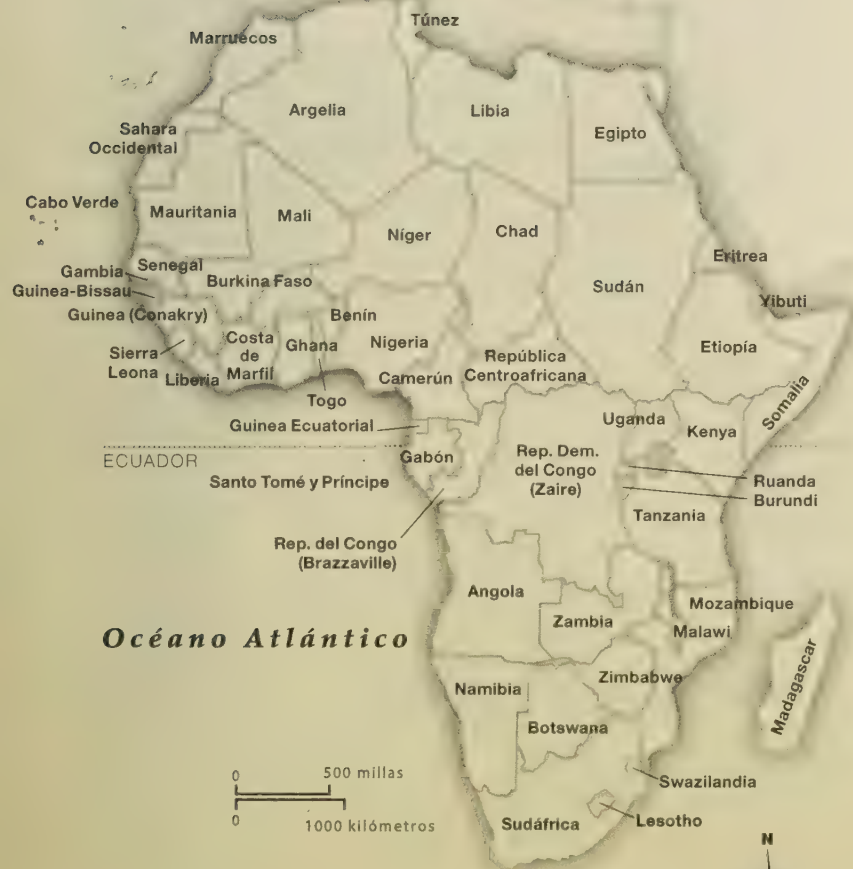 Túnez
Marruecos
Argelia
Libia
Egipto
Sahara
Occidental
Cabo Verde
Mauritania
Mali
Níger
Chad
Sudán
Eritrea
Yibuti
Gambia
Senegal
Guinea-Bissau
Burkina Faso
Guinea (Conakry)
Benín
Sierra
Leona
Liberia
Costa
de
Marfil
Ghana
Togo
Nigeria
Camerún
República
Centroafricana
Etiopía
Somalia
Guinea Ecuatorial
Uganda
Kenya
ECUADOR
Gabón
Santo Tomé y Príncipe
Rep. Dem.
del Congo
(Zaire)
Ruanda
Burundi
Tanzania
Rep. del Congo
(Brazzaville)
Angola
Zambia
Mozambique
Malawi
Océano Atlántico
Madagascar
Namibia
Zimbabwe
Botswana
Swazilandia
Sudáfrica
Lesotho
0 500 millas
0 1000 kilómetros
N